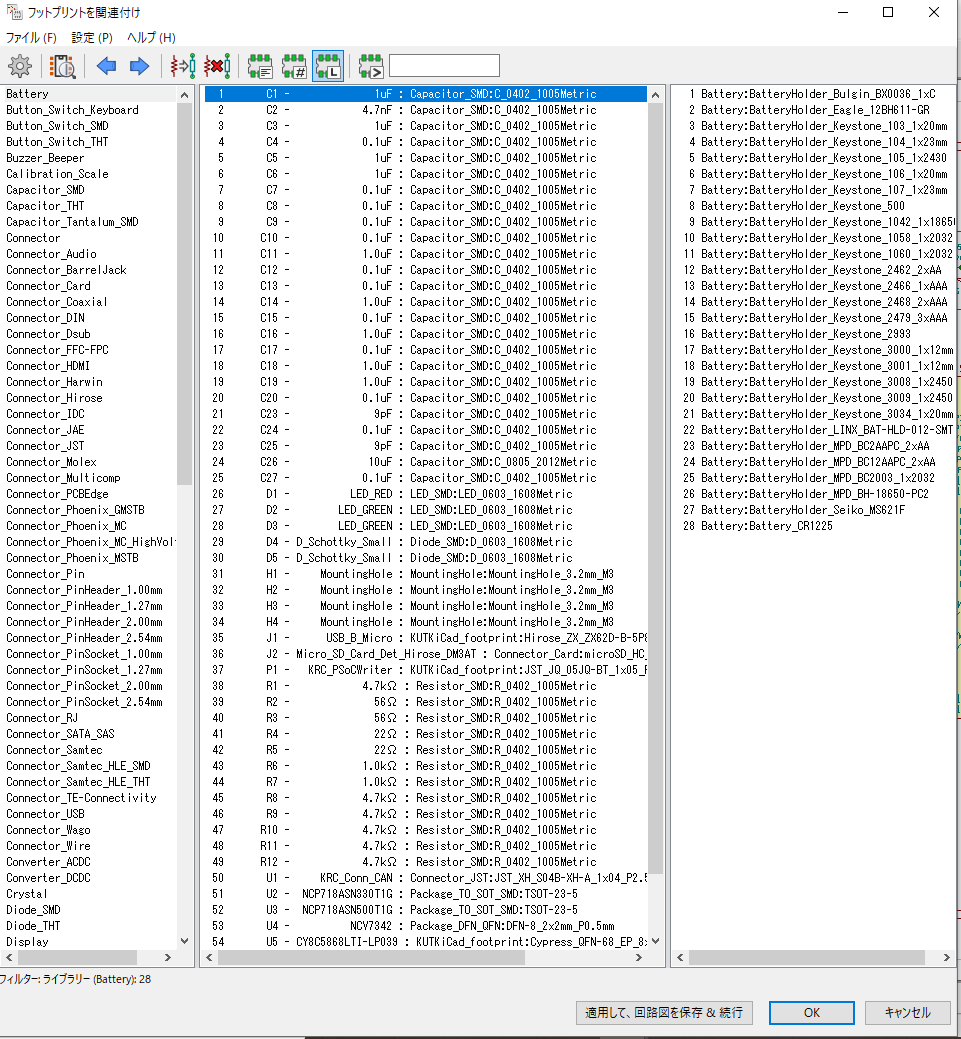 フットプリントを関連付け
ファイル (F) 設定 (P) ヘルプ (H)
Battery
Button_Switch_Keyboard
Button_Switch_SMD
Button_Switch_THT
Buzzer_Beeper
Calibration_Scale
Capacitor_SMD
Capacitor_THT
Capacitor_Tantalum_SMD
Connector
Connector_Audio
Connector_BarrelJack
Connector_Card
Connector_Coaxial
Connector_DIN
Connector_Dsub
Connector_FFC-FPC
Connector_HDMI
Connector_Harwin
Connector_Hirose
Connector_IDC
Connector_JAE
Connector_JST
Connector_Molex
Connector_Multicomp
Connector_PCBEdge
Connector_Phoenix_GMSTB
Connector_Phoenix_MC
Connector_Phoenix_MC_HighVol
Connector_Phoenix_MSTB
Connector_Pin
Connector_PinHeader_1.00mm
Connector_PinHeader_1.27mm
Connector_PinHeader_2.00mm
Connector_PinHeader_2.54mm
Connector_PinSocket_1.00mm
Connector_PinSocket_1.27mm
Connector_PinSocket_2.00mm
Connector_PinSocket_2.54mm
Connector_RJ
Connector_SATA_SAS
Connector_Samtec
Connector_Samtec_HLE_SMD
Connector_Samtec_HLE_THT
Connector_TE-Connectivity
Connector_USB
Connector_Wago
Connector_Wire
Converter_ACDC
Converter_DCDC
Crystal
Diode_SMD
Diode_THT
Display
1 C1 - 1uF : Capacitor_SMD:C_0402_1005Metric
2 C2 - 4.7nF : Capacitor_SMD:C_0402_1005Metric
3 C3 - 1uF : Capacitor_SMD:C_0402_1005Metric
4 C4 - 0.1uF : Capacitor_SMD:C_0402_1005Metric
5 C5 - 1uF : Capacitor_SMD:C_0402_1005Metric
6 C6 - 1uF : Capacitor_SMD:C_0402_1005Metric
7 C7 - 0.1uF : Capacitor_SMD:C_0402_1005Metric
8 C8 - 0.1uF : Capacitor_SMD:C_0402_1005Metric
9 C9 - 0.1uF : Capacitor_SMD:C_0402_1005Metric
10 C10 - 0.1uF : Capacitor_SMD:C_0402_1005Metric
11 C11 - 1.0uF : Capacitor_SMD:C_0402_1005Metric
12 C12 - 0.1uF : Capacitor_SMD:C_0402_1005Metric
13 C13 - 0.1uF : Capacitor_SMD:C_0402_1005Metric
14 C14 - 1.0uF : Capacitor_SMD:C_0402_1005Metric
15 C15 - 0.1uF : Capacitor_SMD:C_0402_1005Metric
16 C16 - 1.0uF : Capacitor_SMD:C_0402_1005Metric
17 C17 - 0.1uF : Capacitor_SMD:C_0402_1005Metric
18 C18 - 1.0uF : Capacitor_SMD:C_0402_1005Metric
19 C19 - 1.0uF : Capacitor_SMD:C_0402_1005Metric
20 C20 - 0.1uF : Capacitor_SMD:C_0402_1005Metric
21 C23 - 9pF : Capacitor_SMD:C_0402_1005Metric
22 C24 - 0.1uF : Capacitor_SMD:C_0402_1005Metric
23 C25 - 9pF : Capacitor_SMD:C_0402_1005Metric
24 C26 - 10uF : Capacitor_SMD:C_0805_2012Metric
25 C27 - 0.1uF : Capacitor_SMD:C_0402_1005Metric
26 D1 - LED_RED : LED_SMD:LED_0603_1608Metric
27 D2 - LED_GREEN : LED_SMD:LED_0603_1608Metric
28 D3 - LED_GREEN : LED_SMD:LED_0603_1608Metric
29 D4 - D_Schottky_Small : Diode_SMD:D_0603_1608Metric
30 D5 - D_Schottky_Small : Diode_SMD:D_0603_1608Metric
31 H1 - MountingHole : MountingHole:MountingHole_3.2mm_M3
32 H2 - MountingHole : MountingHole:MountingHole_3.2mm_M3
33 H3 - MountingHole : MountingHole:MountingHole_3.2mm_M3
34 H4 - MountingHole : MountingHole:MountingHole_3.2mm_M3
35 J1 - USB_B_Micro : KUTKiCad_footprint:Hirose_ZX_ZX62D-B-5P8
36 J2 - Micro_SD_Card_Det_Hirose_DM3AT : Connector_Card:microSD_HC_
37 P1 - KRC_PSoCWriter : KUTKiCad_footprint:JST_JQ_05JQ-BT_1x05_
38 R1 - 4.7kΩ : Resistor_SMD:R_0402_1005Metric
39 R2 - 56Ω : Resistor_SMD:R_0402_1005Metric
40 R3 - 56Ω : Resistor_SMD:R_0402_1005Metric
41 R4 - 22Ω : Resistor_SMD:R_0402_1005Metric
42 R5 - 22Ω : Resistor_SMD:R_0402_1005Metric
43 R6 - 1.0kΩ : Resistor_SMD:R_0402_1005Metric
44 R7 - 1.0kΩ : Resistor_SMD:R_0402_1005Metric
45 R8 - 4.7kΩ : Resistor_SMD:R_0402_1005Metric
46 R9 - 4.7kΩ : Resistor_SMD:R_0402_1005Metric
47 R10 - 4.7kΩ : Resistor_SMD:R_0402_1005Metric
48 R11 - 4.7kΩ : Resistor_SMD:R_0402_1005Metric
49 R12 - 4.7kΩ : Resistor_SMD:R_0402_1005Metric
50 U1 - KRC_Conn_CAN : Connector_JST:JST_XH_S04B-XH-A_1x04_P2.5
51 U2 - NCP718ASN330T1G : Package_TO_SOT_SMD:TSOT-23-5
52 U3 - NCP718ASN500T1G : Package_TO_SOT_SMD:TSOT-23-5
53 U4 - NCV7342 : Package_DFN_QFN:DFN-8_2x2mm_P0.5mm
54 U5 - CY8C5868LTI-LP039 : KUTKiCad_footprint:Cypress_QFN-68_EP_8x
1 Battery:BatteryHolder_Bulgin_BX0036_1xC
2 Battery:BatteryHolder_Eagle_12BH611-GR
3 Battery:BatteryHolder_Keystone_103_1x20mm
4 Battery:BatteryHolder_Keystone_104_1x23mm
5 Battery:BatteryHolder_Keystone_105_1x2430
6 Battery:BatteryHolder_Keystone_106_1x20mm
7 Battery:BatteryHolder_Keystone_107_1x23mm
8 Battery:BatteryHolder_Keystone_500
9 Battery:BatteryHolder_Keystone_1042_1x1865
10 Battery:BatteryHolder_Keystone_1058_1x2032
11 Battery:BatteryHolder_Keystone_1060_1x2032
12 Battery:BatteryHolder_Keystone_2462_2xAA
13 Battery:BatteryHolder_Keystone_2466_1xAAA
14 Battery:BatteryHolder_Keystone_2468_2xAAA
15 Battery:BatteryHolder_Keystone_2479_3xAAA
16 Battery:BatteryHolder_Keystone_2993
17 Battery:BatteryHolder_Keystone_3000_1x12mm
18 Battery:BatteryHolder_Keystone_3001_1x12mm
19 Battery:BatteryHolder_Keystone_3008_1x2450
20 Battery:BatteryHolder_Keystone_3009_1x2450
21 Battery:BatteryHolder_Keystone_3034_1x20mm
22 Battery:BatteryHolder_LINX_BAT-HLD-012-SMT
23 Battery:BatteryHolder_MPD_BC2AAPC_2xAA
24 Battery:BatteryHolder_MPD_BC12AAPC_2xAA
25 Battery:BatteryHolder_MPD_BC2003_1x2032
26 Battery:BatteryHolder_MPD_BH-18650-PC2
27 Battery:BatteryHolder_Seiko_MS621F
28 Battery:Battery_CR1225
フィルター: ライブラリー (Battery): 28
適用して、回路図を保存 & 続行
OK
キャンセル